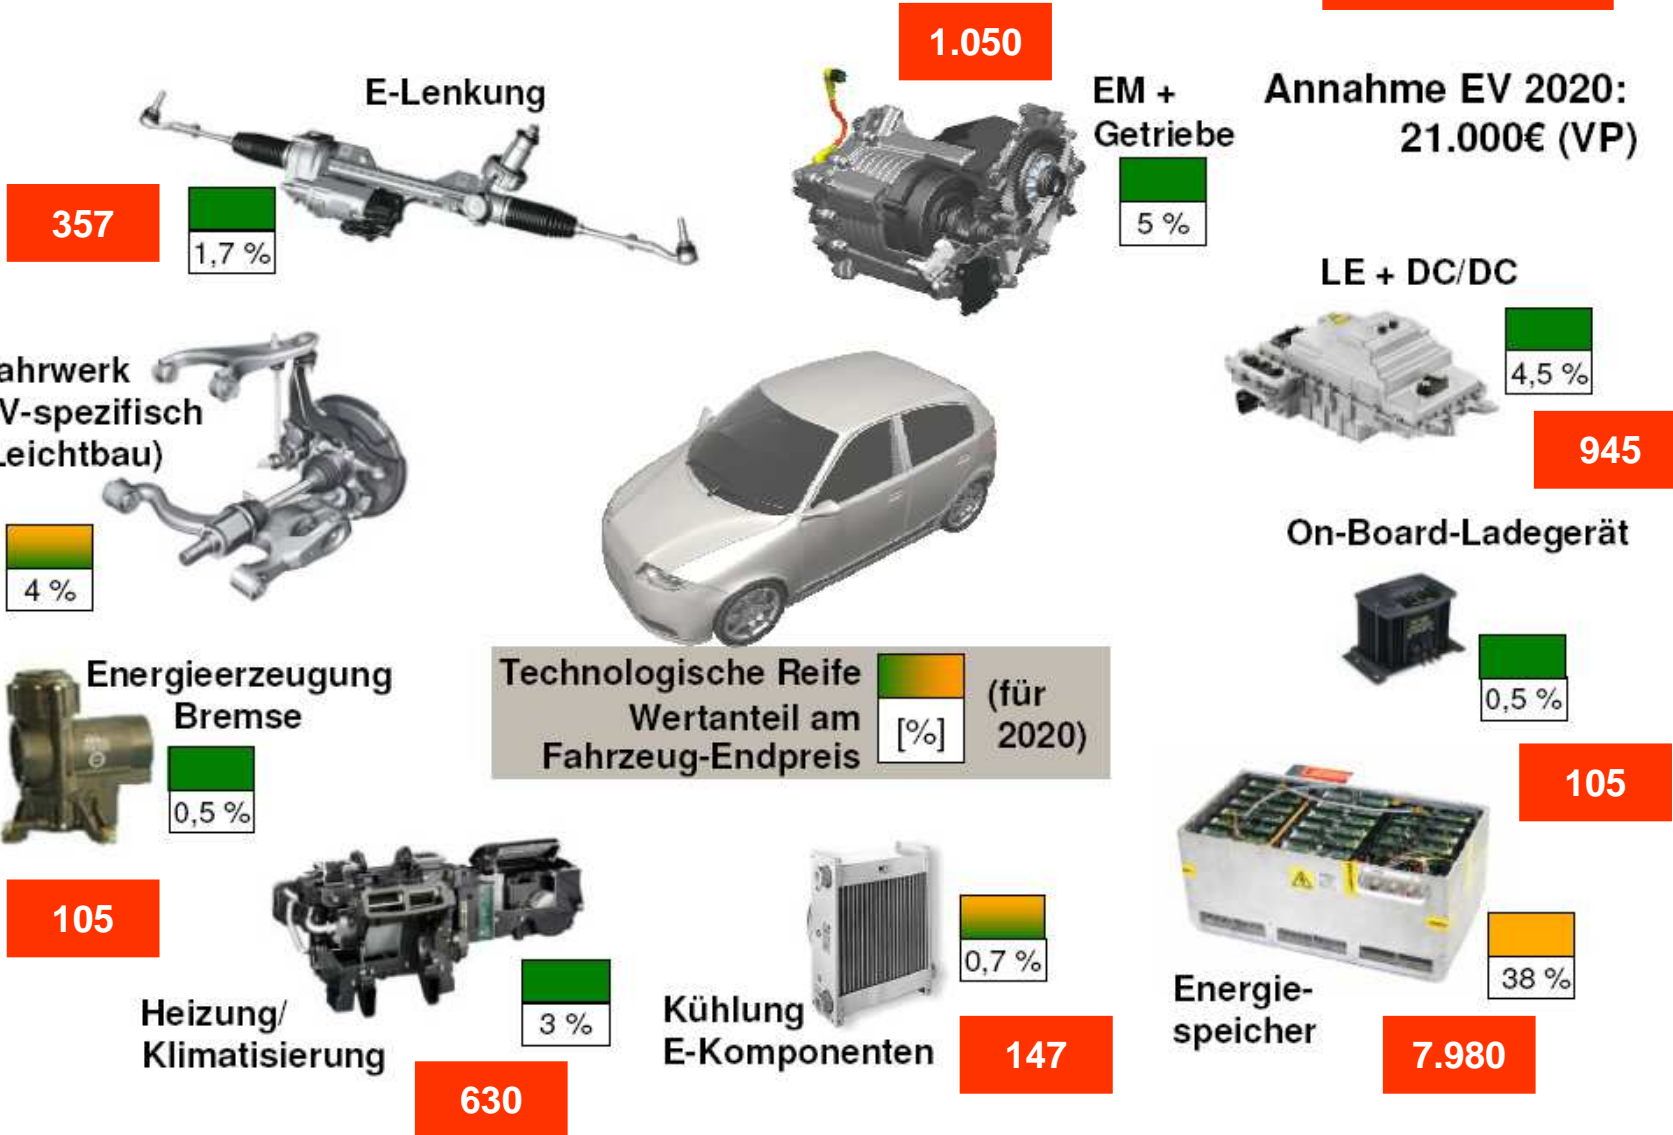 1.050
E-Lenkung
EM +
Getriebe
5 %
Annahme EV 2020:
21.000€ (VP)
357
1,7 %
LE + DC/DC
4,5 %
945
ahrwerk
V-spezifisch
Leichtbau)
4 %
On-Board-Ladegerät
0,5 %
105
Energieerzeugung
Bremse
0,5 %
105
Technologische Reife
Wertanteil am
Fahrzeug-Endpreis
[%]
(für
2020)
Heizung/
Klimatisierung
3 %
630
Kühlung
E-Komponenten
0,7 %
147
Energie-
speicher
38 %
7.980